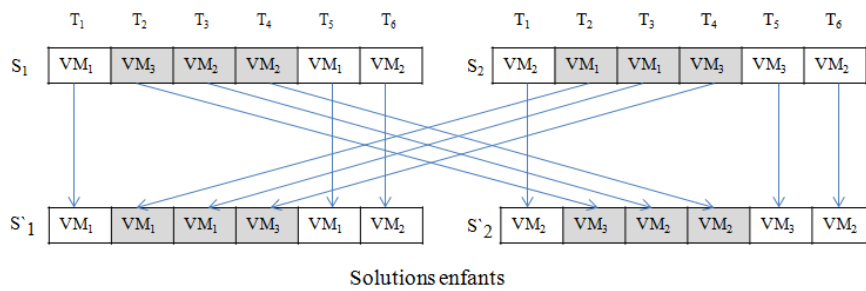 T₁ T₂ T₃ T₄ T₅ T₆ T₁ T₂ T₃ T₄ T₅ T₆
S₁ VM₁ VM₃ VM₂ VM₂ VM₁ VM₂ S₂ VM₂ VM₁ VM₁ VM₃ VM₃ VM₂
S`₁ VM₁ VM₁ VM₁ VM₃ VM₁ VM₂ S`₂ VM₂ VM₃ VM₂ VM₂ VM₃ VM₂
Solutions enfants